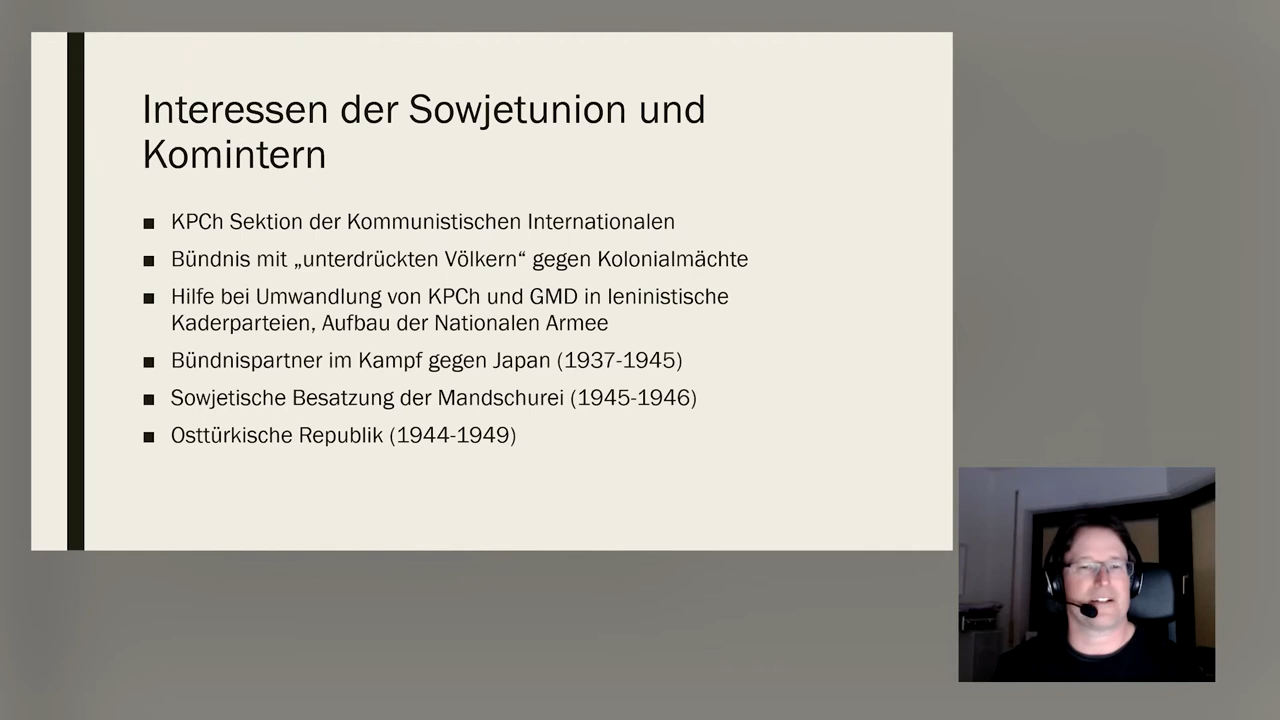 Interessen der Sowjetunion und
Komintern
■ KPCh Sektion der Kommunistischen Internationalen
■ Bündnis mit „unterdrückten Völkern“ gegen Kolonialmächte
■ Hilfe bei Umwandlung von KPCh und GMD in leninistische
Kaderparteien, Aufbau der Nationalen Armee
■ Bündnispartner im Kampf gegen Japan (1937-1945)
■ Sowjetische Besatzung der Mandschurei (1945-1946)
■ Osttürkische Republik (1944-1949)